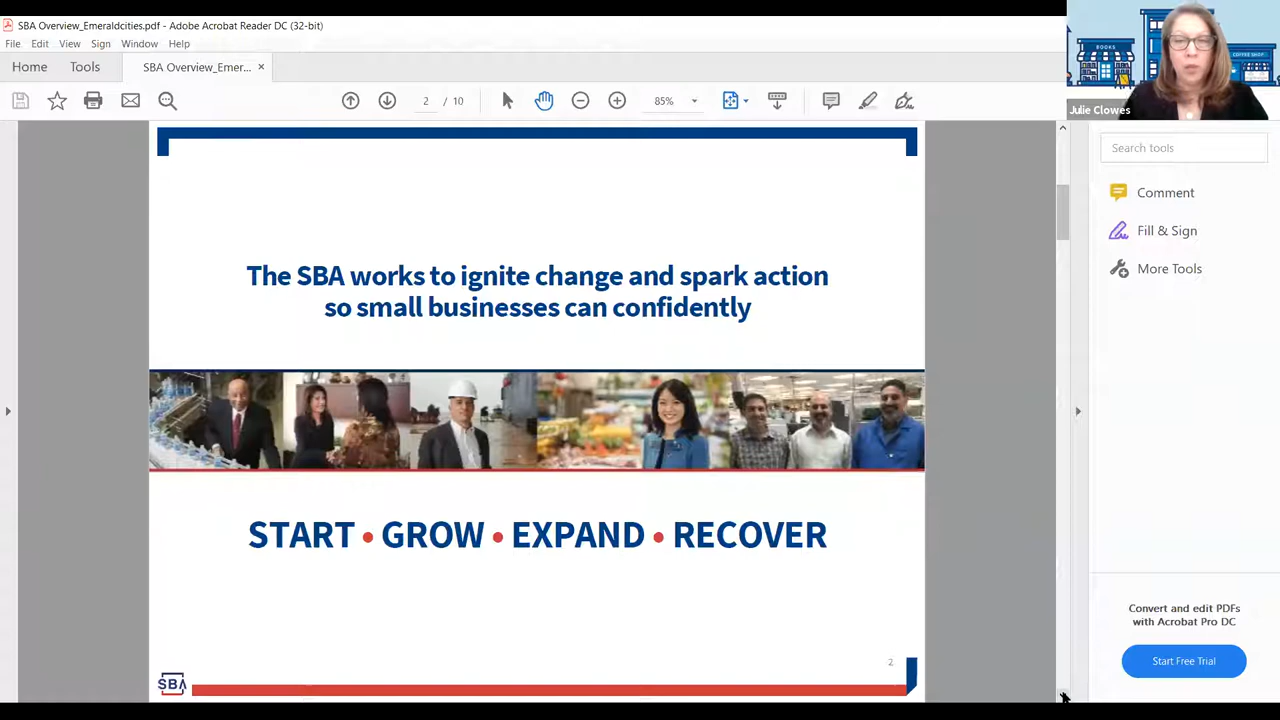 SBA Overview_Emeraldcities.pdf - Adobe Acrobat Reader DC (32-bit)
File Edit View Sign Window Help
Home Tools SBA Overview_Emer... ×
2 / 10 85%
BOOKS
COFFEE SHOP
Julie Clowes
Search tools
Comment
Fill & Sign
More Tools
The SBA works to ignite change and spark action
so small businesses can confidently
START • GROW • EXPAND • RECOVER
2
SBA
Convert and edit PDFs
with Acrobat Pro DC
Start Free Trial